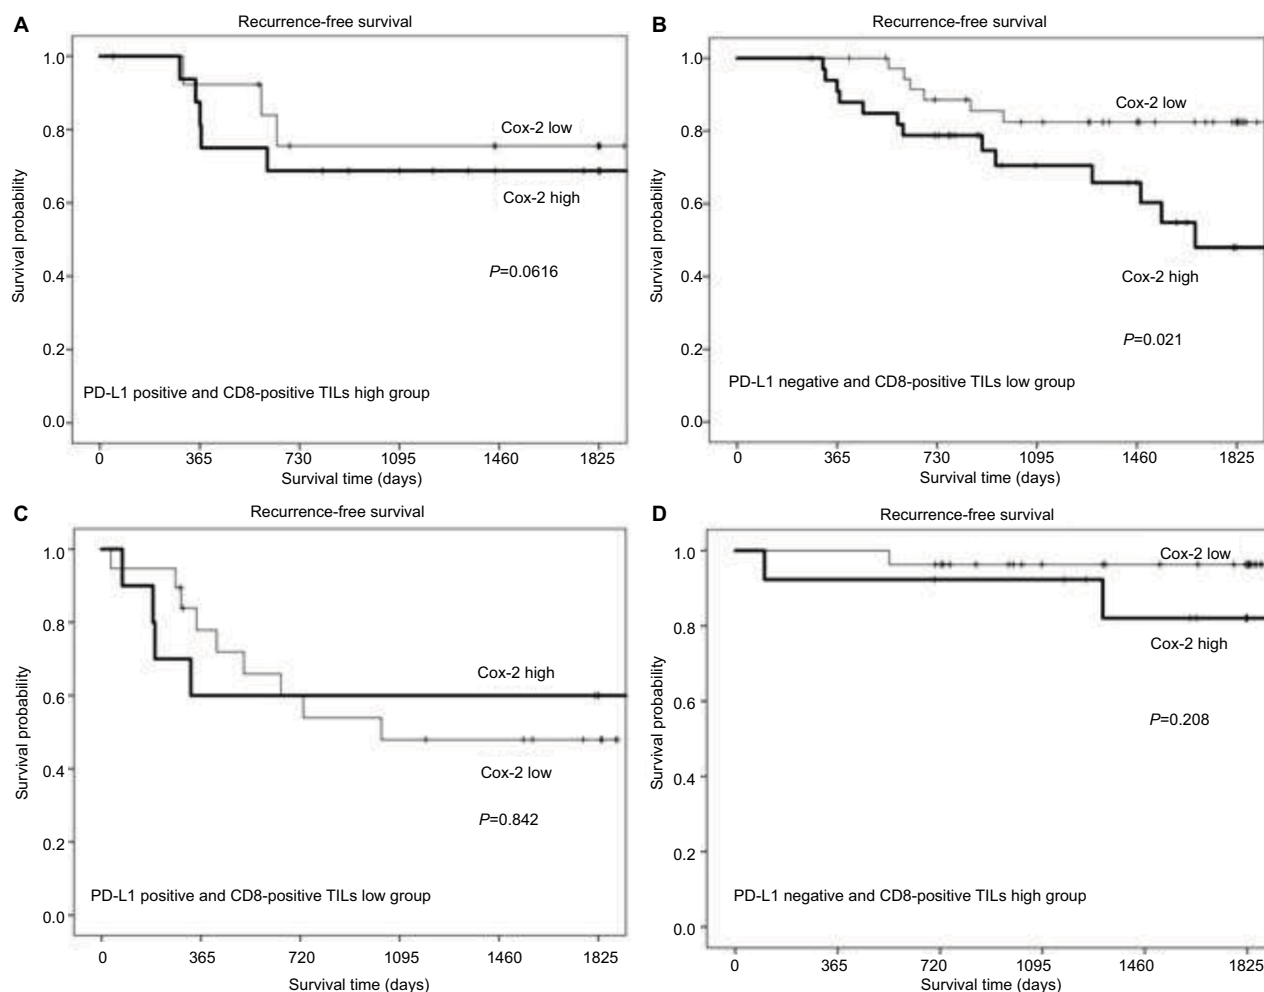 A
Recurrence-free survival
1.0
0.8
0.6
0.4
0.2
0.0
Survival probability
Cox-2 low
Cox-2 high
P=0.0616
PD-L1 positive and CD8-positive TILs high group
0 365 730 1095 1460 1825
Survival time (days)
B
Recurrence-free survival
1.0
0.8
0.6
0.4
0.2
0.0
Survival probability
Cox-2 low
Cox-2 high
P=0.021
PD-L1 negative and CD8-positive TILs low group
0 365 730 1095 1460 1825
Survival time (days)
C
Recurrence-free survival
1.0
0.8
0.6
0.4
0.2
0.0
Survival probability
Cox-2 high
Cox-2 low
P=0.842
PD-L1 positive and CD8-positive TILs low group
0 365 720 1095 1460 1825
Survival time (days)
D
Recurrence-free survival
1.0
0.8
0.6
0.4
0.2
0.0
Survival probability
Cox-2 low
Cox-2 high
P=0.208
PD-L1 negative and CD8-positive TILs high group
0 365 720 1095 1460 1825
Survival time (days)